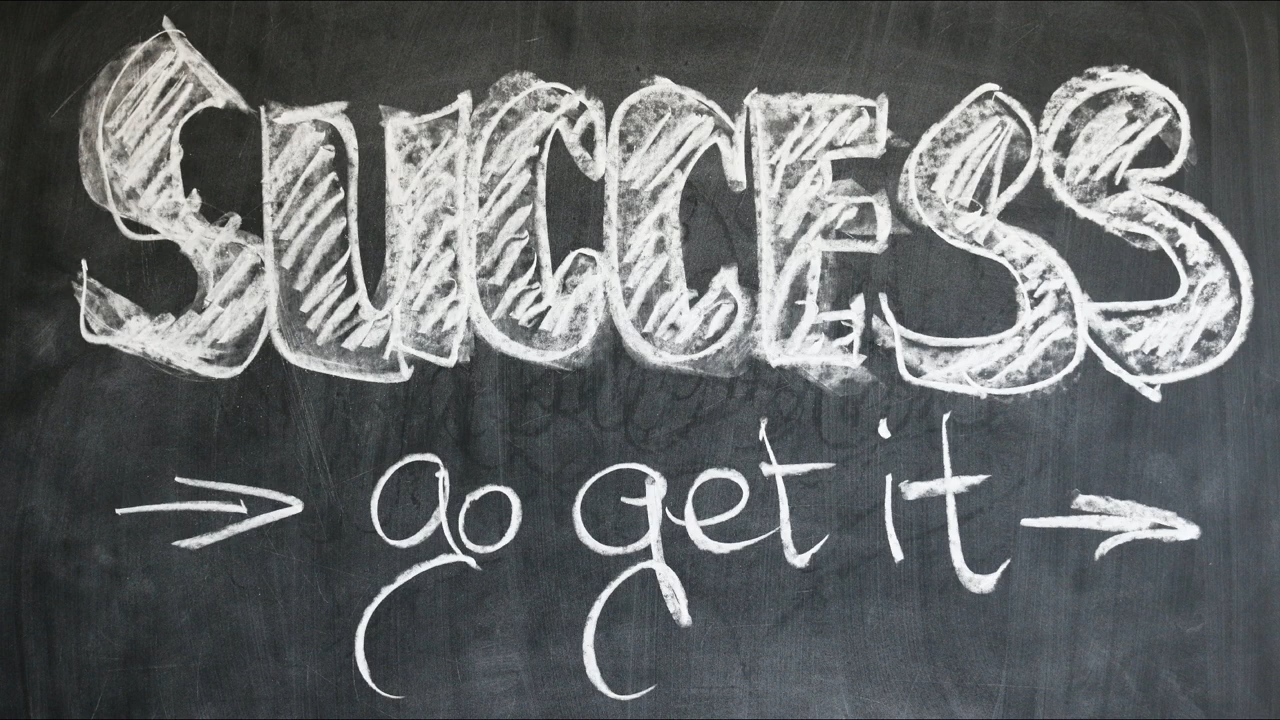 SUCCESS
→ go get it →